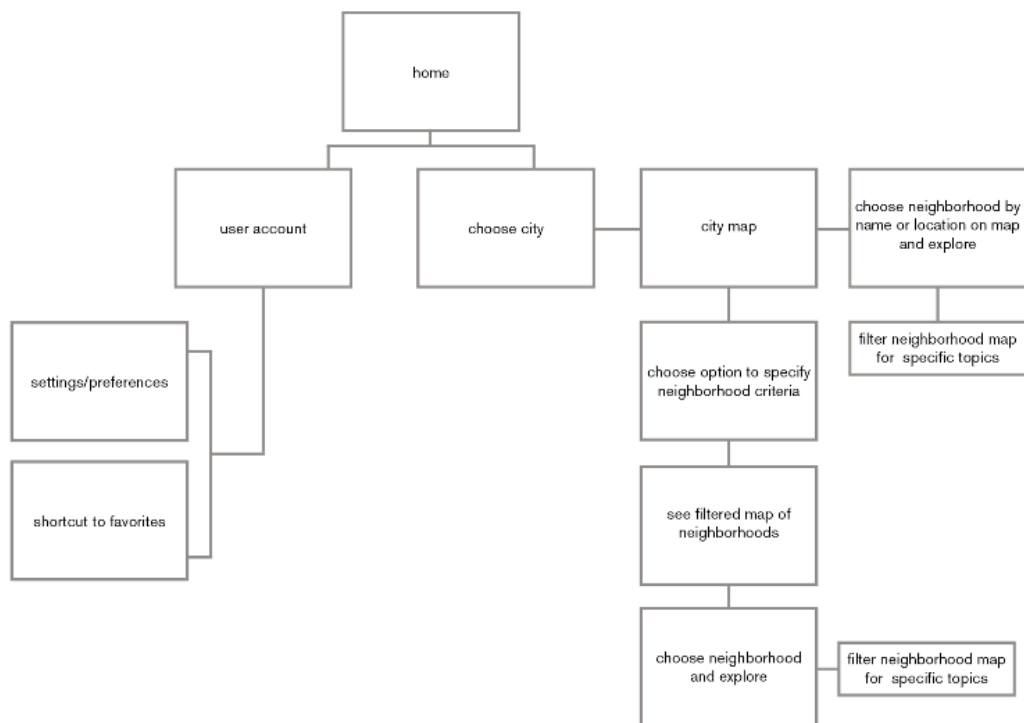 home
user account
choose city
city map
choose neighborhood by
name or location on map
and explore
settings/preferences
choose option to specify
neighborhood criteria
filter neighborhood map
for specific topics
shortcut to favorites
see filtered map of
neighborhoods
choose neighborhood
and explore
filter neighborhood map
for specific topics